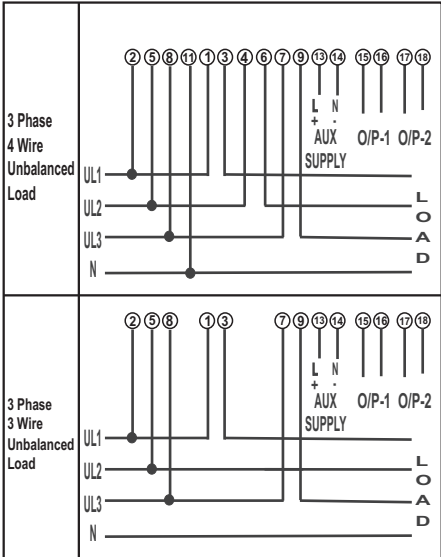 ② ⑤ ⑧ ⑪ ① ③ ④ ⑥ ⑦ ⑨ ⑬ ⑭ ⑮ ⑯ ⑰ ⑱
L N
+ -
AUX O/P-1 O/P-2
SUPPLY
3 Phase
4 Wire
Unbalanced
Load
UL1
UL2
UL3
N
LOAD
② ⑤ ⑧ ① ③ ⑦ ⑨ ⑬ ⑭ ⑮ ⑯ ⑰ ⑱
L N
+ -
AUX O/P-1 O/P-2
SUPPLY
3 Phase
3 Wire
Unbalanced
Load
UL1
UL2
UL3
N
LOAD